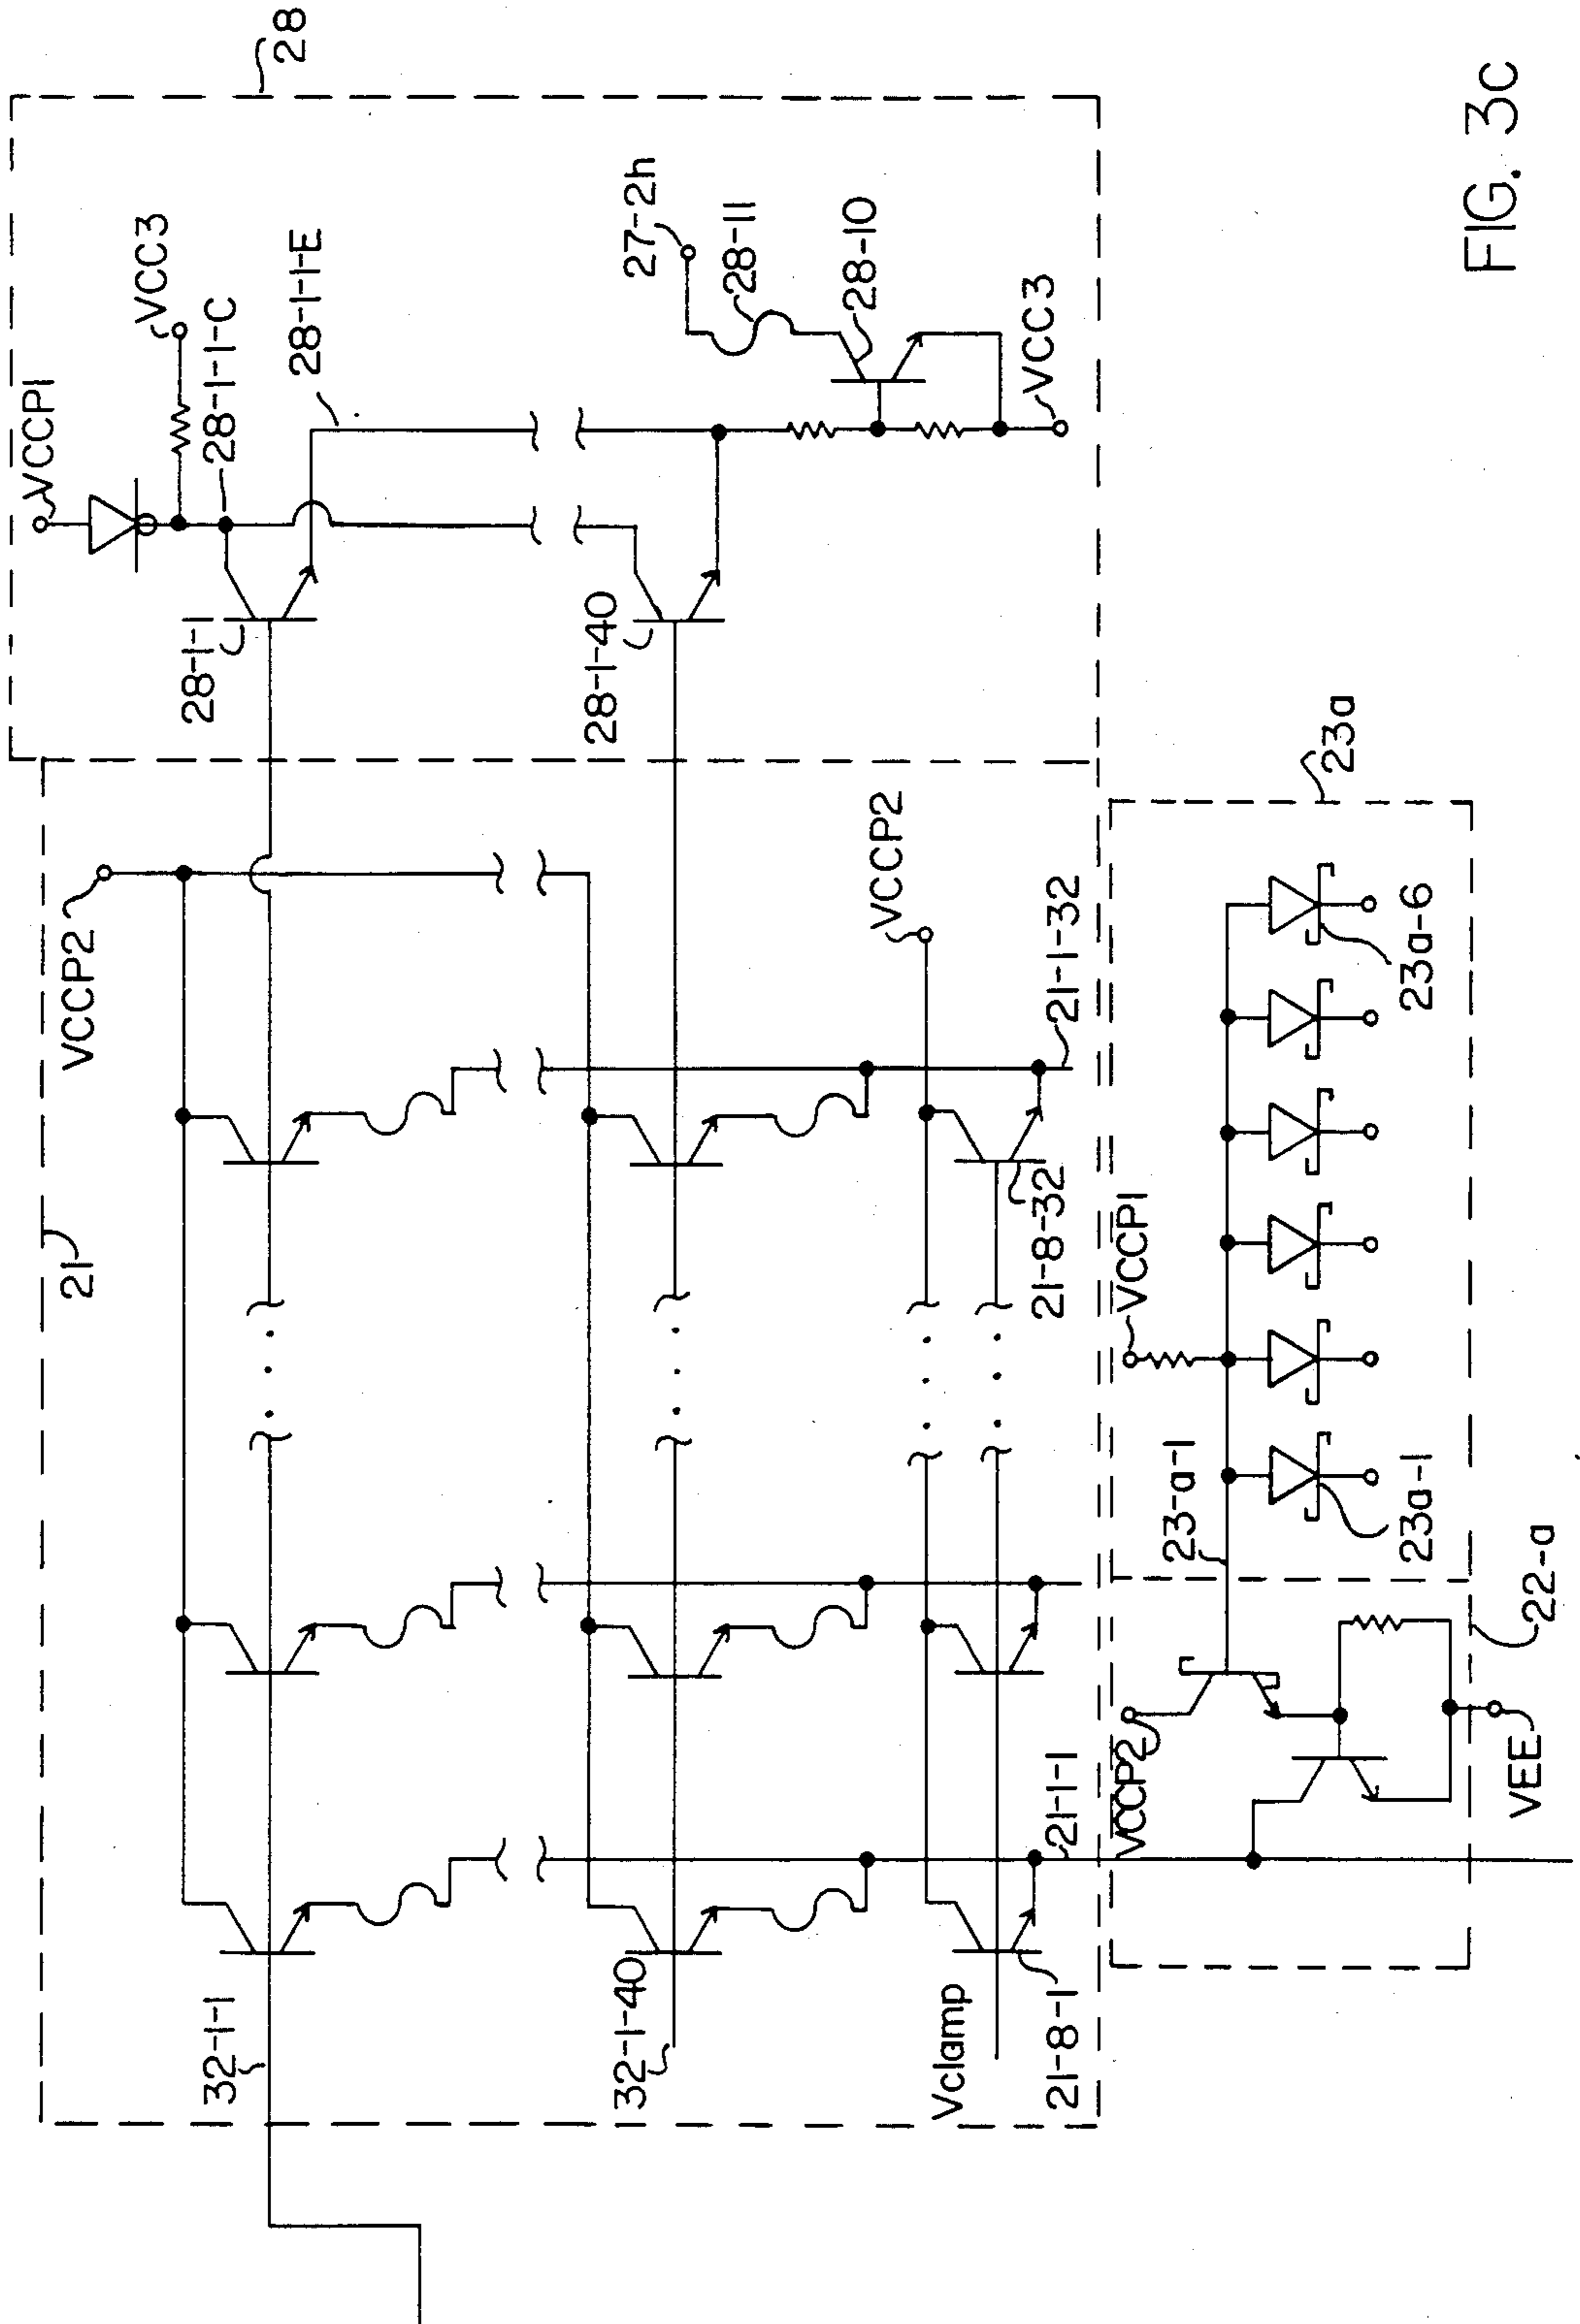 28
VCCP1
VCC3
28-1-1-C
28-1-1-E
28-1-1
27-2h
28-11
28-10
28-1-40
VCC3
VCCP2
21
32-1-1
32-1-40
VCCP2
21-1-32
21-8-32
Vclamp
21-8-1
21-1-1
VCCP1
VCCP2
23-a-1
23a
23a-6
23a-1
22-a
VEE
FIG. 3c